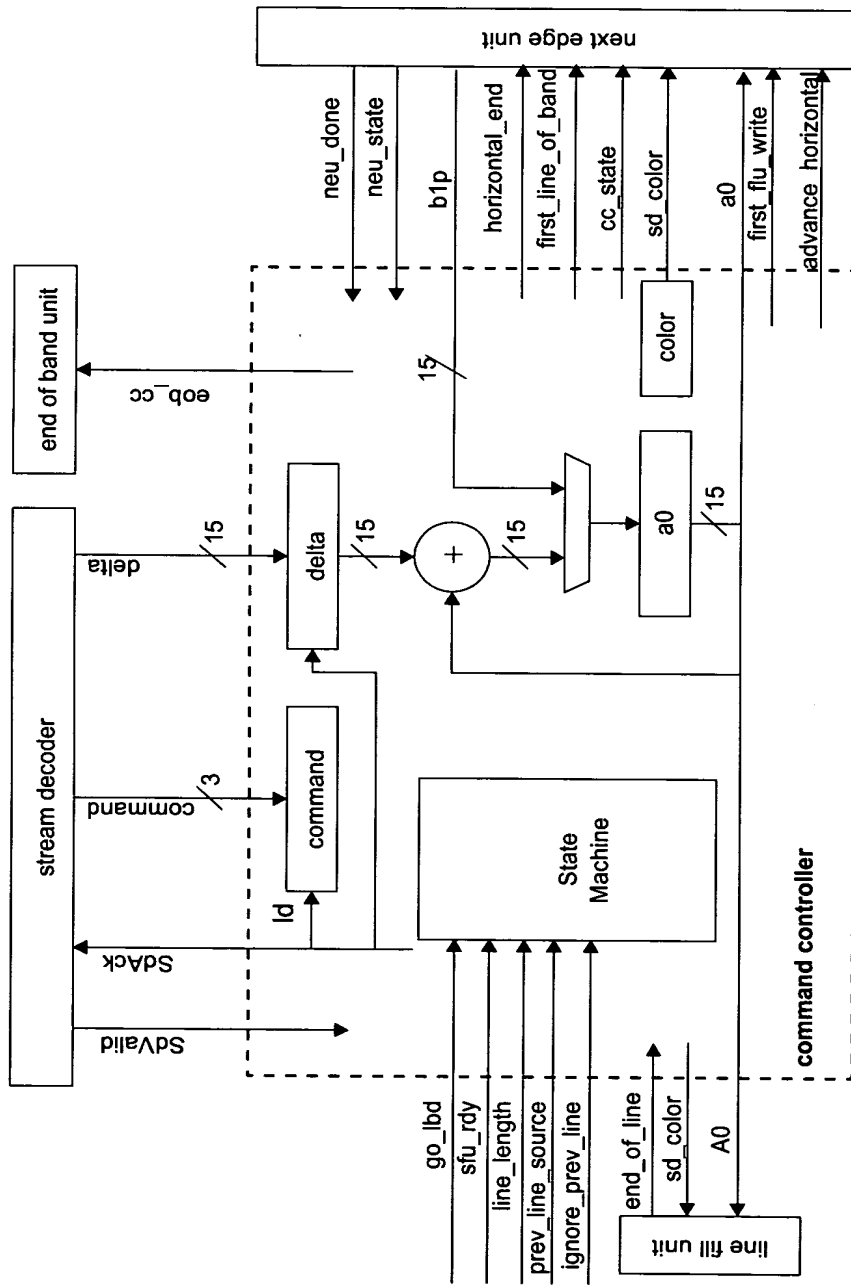 stream decoder
end of band unit
SdValid
SdAck
command
3
delta
15
eob_cc
neu_done
neu_state
ld
command
delta
15
15
b1p
go_lbd
sfu_rdy
line_length
prev_line_source
ignore_prev_line
State
Machine
+
15
horizontal_end
first_line_of_band
cc_state
sd_color
color
a0
15
a0
first_flu_write
advance_horizontal
next edge unit
end_of_line
sd_color
A0
line fill unit
command controller